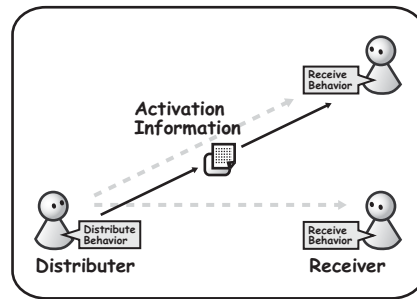 Receive
Behavior
Activation
Information
Distribute
Behavior
Receive
Behavior
Distributer
Receiver